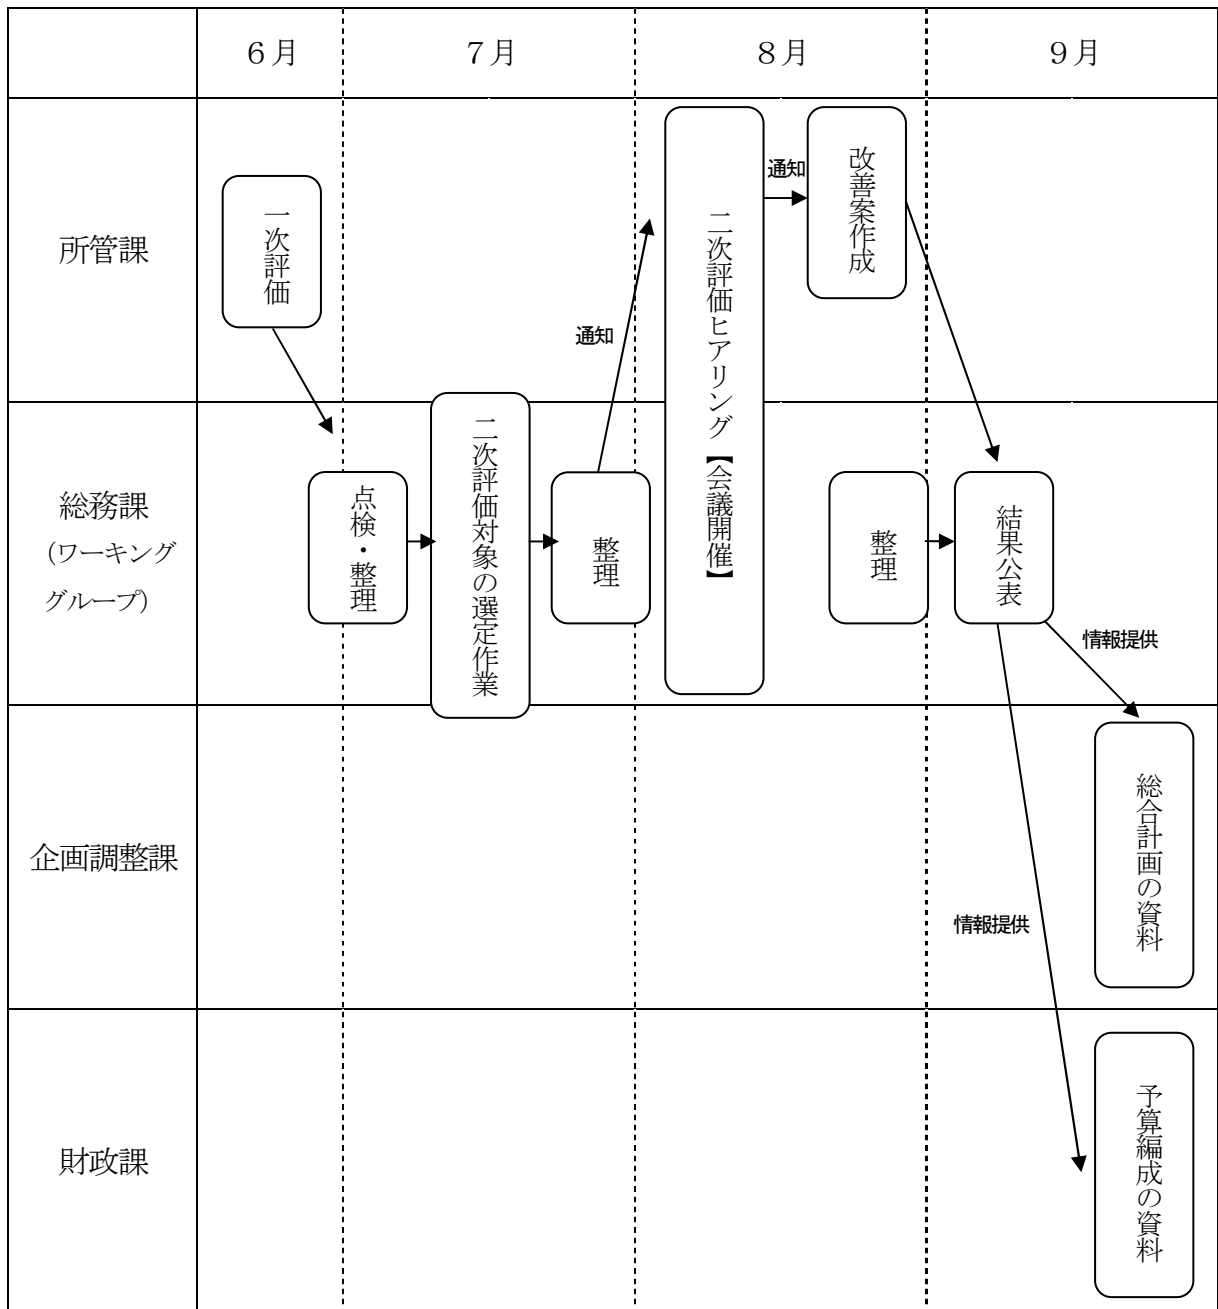 ６月
７月
８月
９月
所管課
一次評価
通知
二次評価ヒアリング【会議開催】
通知
改善案作成
総務課
（ワーキング
グループ）
点検・整理
二次評価対象の選定作業
整理
整理
結果公表
情報提供
企画調整課
総合計画の資料
情報提供
財政課
予算編成の資料